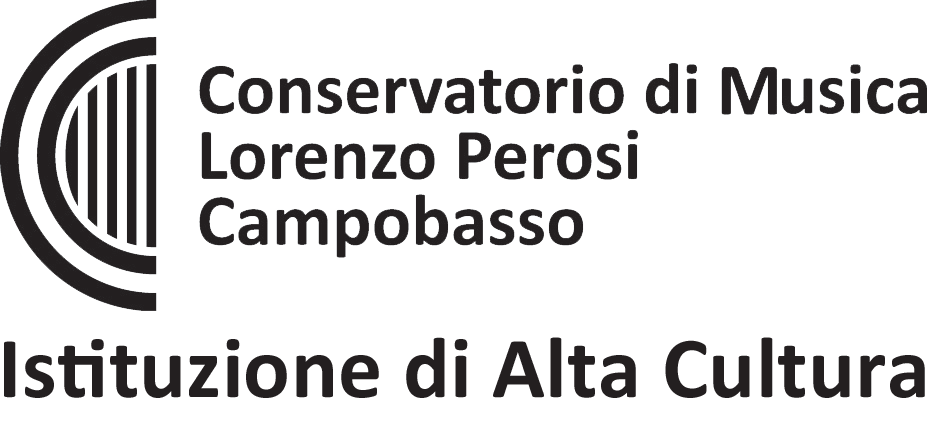 Conservatorio di Musica
Lorenzo Perosi
Campobasso
Istituzione di Alta Cultura